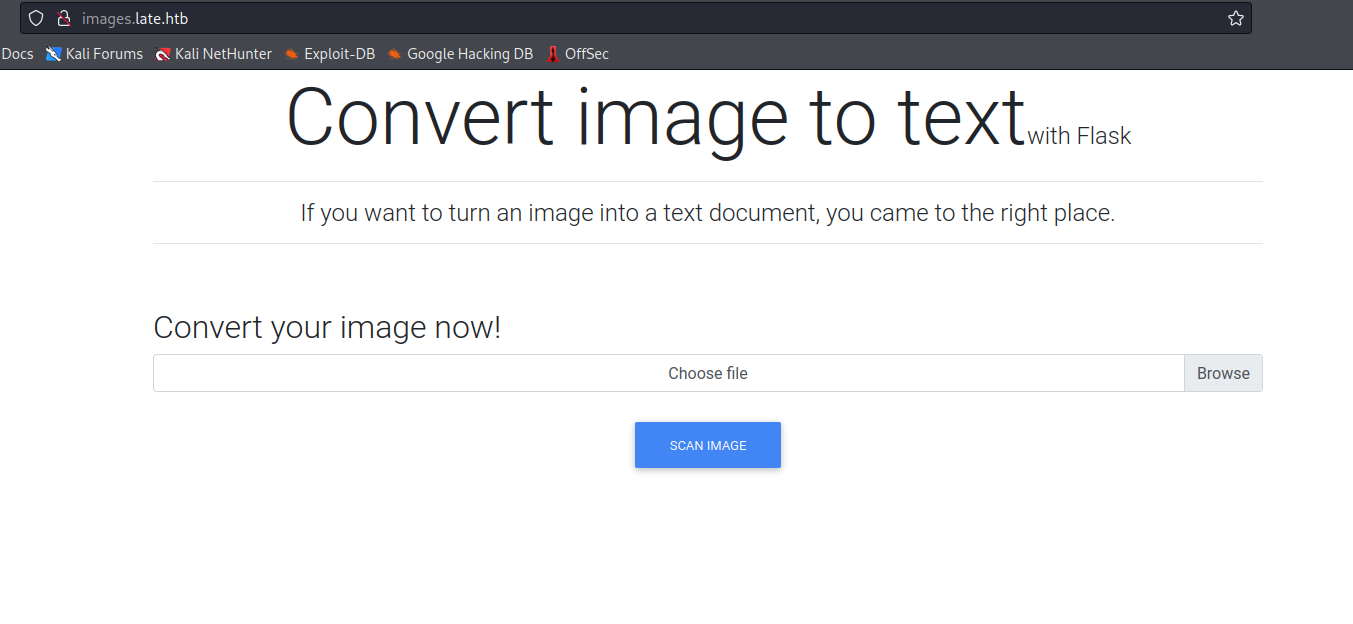 images.late.htb
Docs Kali Forums Kali NetHunter Exploit-DB Google Hacking DB OffSec
Convert image to text with Flask
If you want to turn an image into a text document, you came to the right place.
Convert your image now!
Choose file Browse
SCAN IMAGE